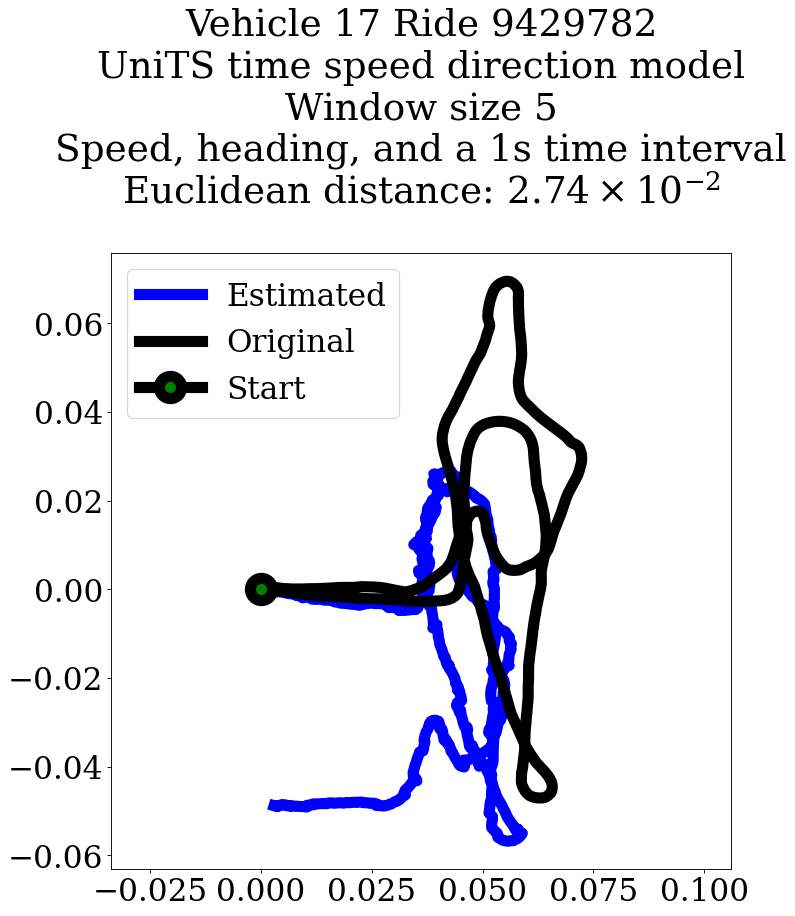 Vehicle 17 Ride 9429782
UniTS time speed direction model
Window size 5
Speed, heading, and a 1s time interval
Euclidean distance: 2.74 × 10⁻²
Estimated
Original
Start
0.06
0.04
0.02
0.00
−0.02
−0.04
−0.06
−0.025 0.000 0.025 0.050 0.075 0.100